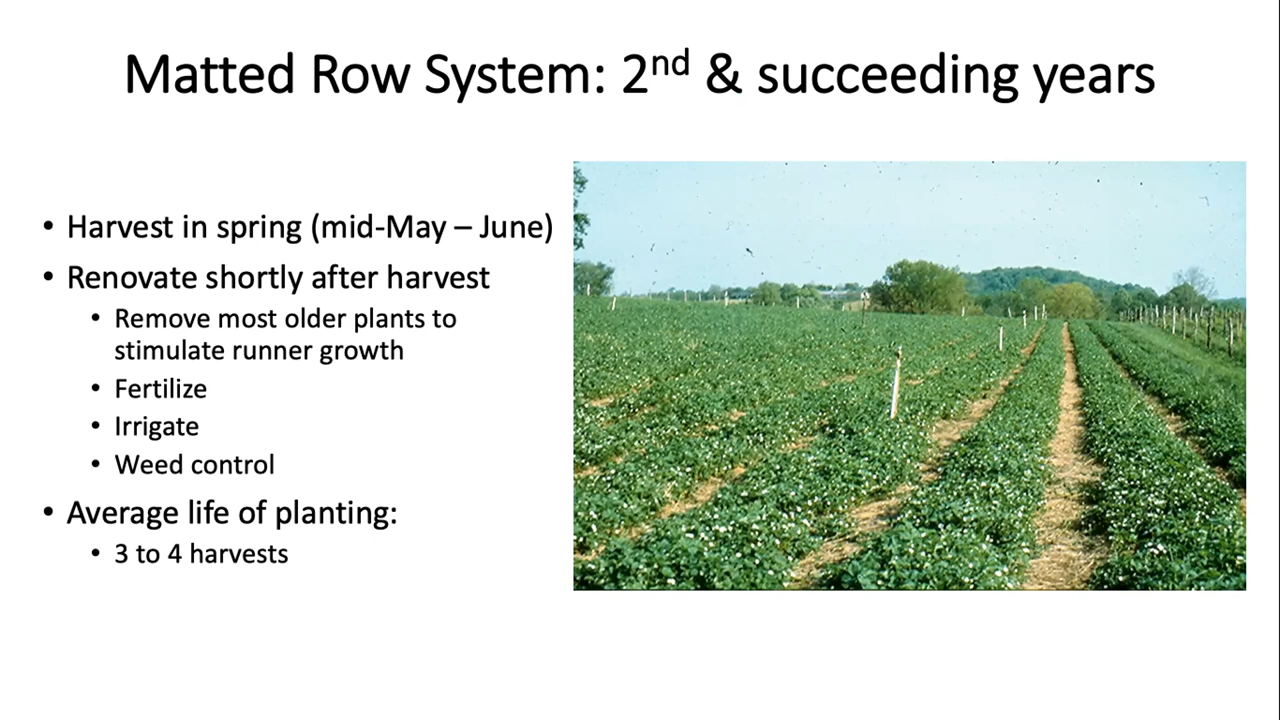 Matted Row System: 2nd & succeeding years
• Harvest in spring (mid-May – June)
• Renovate shortly after harvest
• Remove most older plants to
stimulate runner growth
• Fertilize
• Irrigate
• Weed control
• Average life of planting:
• 3 to 4 harvests